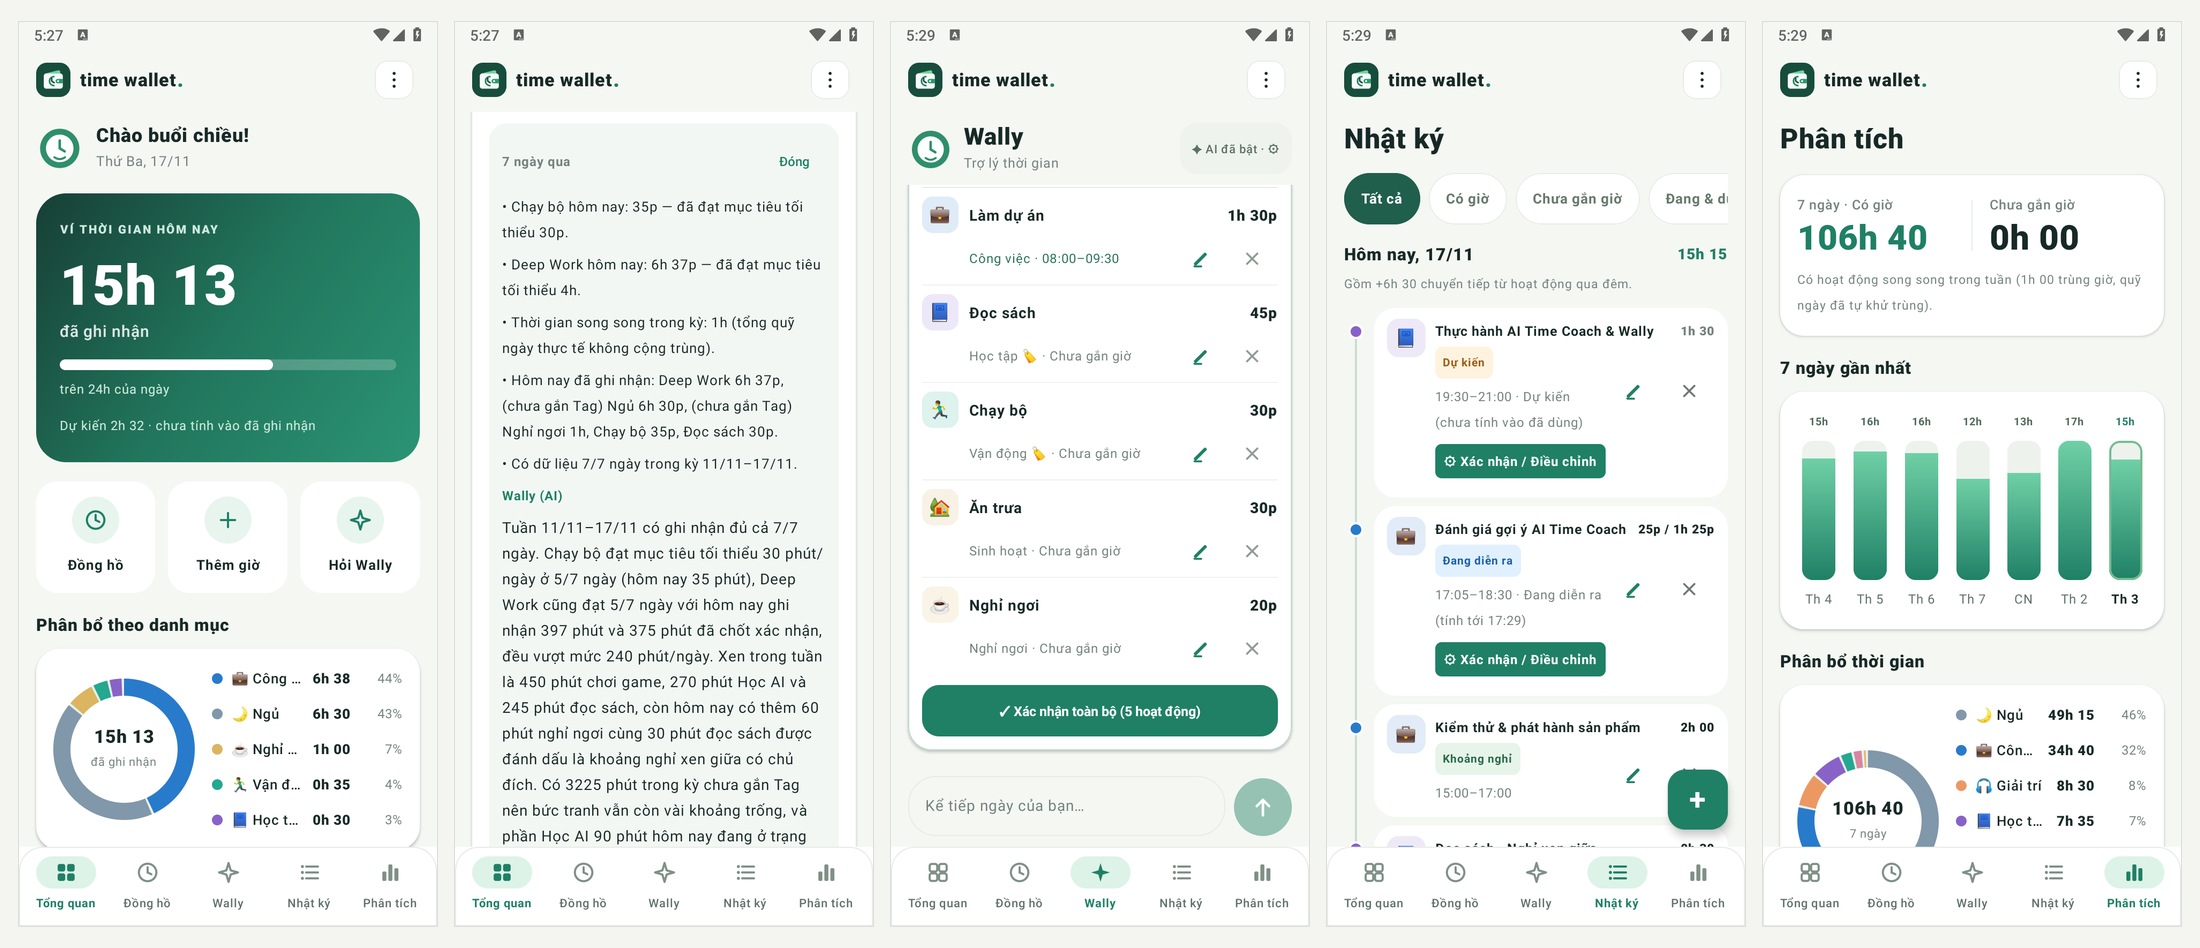 5:27
time wallet.
Chào buổi chiều!
Thứ Ba, 17/11
VÍ THỜI GIAN HÔM NAY
15h 13
đã ghi nhận
trên 24h của ngày
Dự kiến 2h 32 · chưa tính vào đã ghi nhận
Đồng hồ
Thêm giờ
Hỏi Wally
Phân bổ theo danh mục
15h 13
đã ghi nhận
Công ... 6h 38 44%
Ngủ 6h 30 43%
Nghỉ ... 1h 00 7%
Vận đ... 0h 35 4%
Học t... 0h 30 3%
Tổng quan
Đồng hồ
Wally
Nhật ký
Phân tích
5:27
time wallet.
7 ngày qua
Đóng
• Chạy bộ hôm nay: 35p — đã đạt mục tiêu tối
thiểu 30p.
• Deep Work hôm nay: 6h 37p — đã đạt mục tiêu
tối thiểu 4h.
• Thời gian song song trong kỳ: 1h (tổng quỹ
ngày thực tế không cộng trùng).
• Hôm nay đã ghi nhận: Deep Work 6h 37p,
(chưa gắn Tag) Ngủ 6h 30p, (chưa gắn Tag)
Nghỉ ngơi 1h, Chạy bộ 35p, Đọc sách 30p.
• Có dữ liệu 7/7 ngày trong kỳ 11/11–17/11.
Wally (AI)
Tuần 11/11–17/11 có ghi nhận đủ cả 7/7
ngày. Chạy bộ đạt mục tiêu tối thiểu 30 phút/
ngày ở 5/7 ngày (hôm nay 35 phút), Deep
Work cũng đạt 5/7 ngày với hôm nay ghi
nhận 397 phút và 375 phút đã chốt xác nhận,
đều vượt mức 240 phút/ngày. Xen trong tuần
là 450 phút chơi game, 270 phút Học AI và
245 phút đọc sách, còn hôm nay có thêm 60
phút nghỉ ngơi cùng 30 phút đọc sách được
đánh dấu là khoảng nghỉ xen giữa có chủ
đích. Có 3225 phút trong kỳ chưa gắn Tag
nên bức tranh vẫn còn vài khoảng trống, và
phần Học AI 90 phút hôm nay đang ở trạng
Tổng quan
Đồng hồ
Wally
Nhật ký
Phân tích
5:29
time wallet.
Wally
Trợ lý thời gian
AI đã bật ·
Làm dự án 1h 30p
Công việc · 08:00–09:30
Đọc sách 45p
Học tập · Chưa gắn giờ
Chạy bộ 30p
Vận động · Chưa gắn giờ
Ăn trưa 30p
Sinh hoạt · Chưa gắn giờ
Nghỉ ngơi 20p
Nghỉ ngơi · Chưa gắn giờ
✓ Xác nhận toàn bộ (5 hoạt động)
Kể tiếp ngày của bạn...
Tổng quan
Đồng hồ
Wally
Nhật ký
Phân tích
5:29
time wallet.
Nhật ký
Tất cả
Có giờ
Chưa gắn giờ
Đang &
Hôm nay, 17/11 15h 15
Gồm +6h 30 chuyển tiếp từ hoạt động qua đêm.
Thực hành AI Time Coach & Wally 1h 30
Dự kiến
19:30–21:00 · Dự kiến
(chưa tính vào đã dùng)
Xác nhận / Điều chỉnh
Đánh giá gợi ý AI Time Coach 25p / 1h 25p
Đang diễn ra
17:05–18:30 · Đang diễn ra
(tính tới 17:29)
Xác nhận / Điều chỉnh
Kiểm thử & phát hành sản phẩm 2h 00
Khoảng nghỉ
15:00–17:00
Tổng quan
Đồng hồ
Wally
Nhật ký
Phân tích
5:29
time wallet.
Phân tích
7 ngày · Có giờ
106h 40
Chưa gắn giờ
0h 00
Có hoạt động song song trong tuần (1h 00 trùng giờ, quỹ
ngày đã tự khử trùng).
7 ngày gần nhất
15h 16h 16h 12h 13h 17h 15h
Th 4 Th 5 Th 6 Th 7 CN Th 2 Th 3
Phân bổ thời gian
106h 40
7 ngày
Ngủ 49h 15 46%
Côn... 34h 40 32%
Giải trí 8h 30 8%
Học t... 7h 35 7%
Tổng quan
Đồng hồ
Wally
Nhật ký
Phân tích